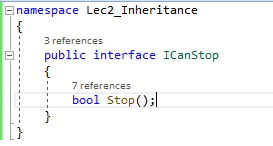 namespace Lec2_Inheritance
{
3 references
public interface ICanStop
{
7 references
bool Stop();
}
}